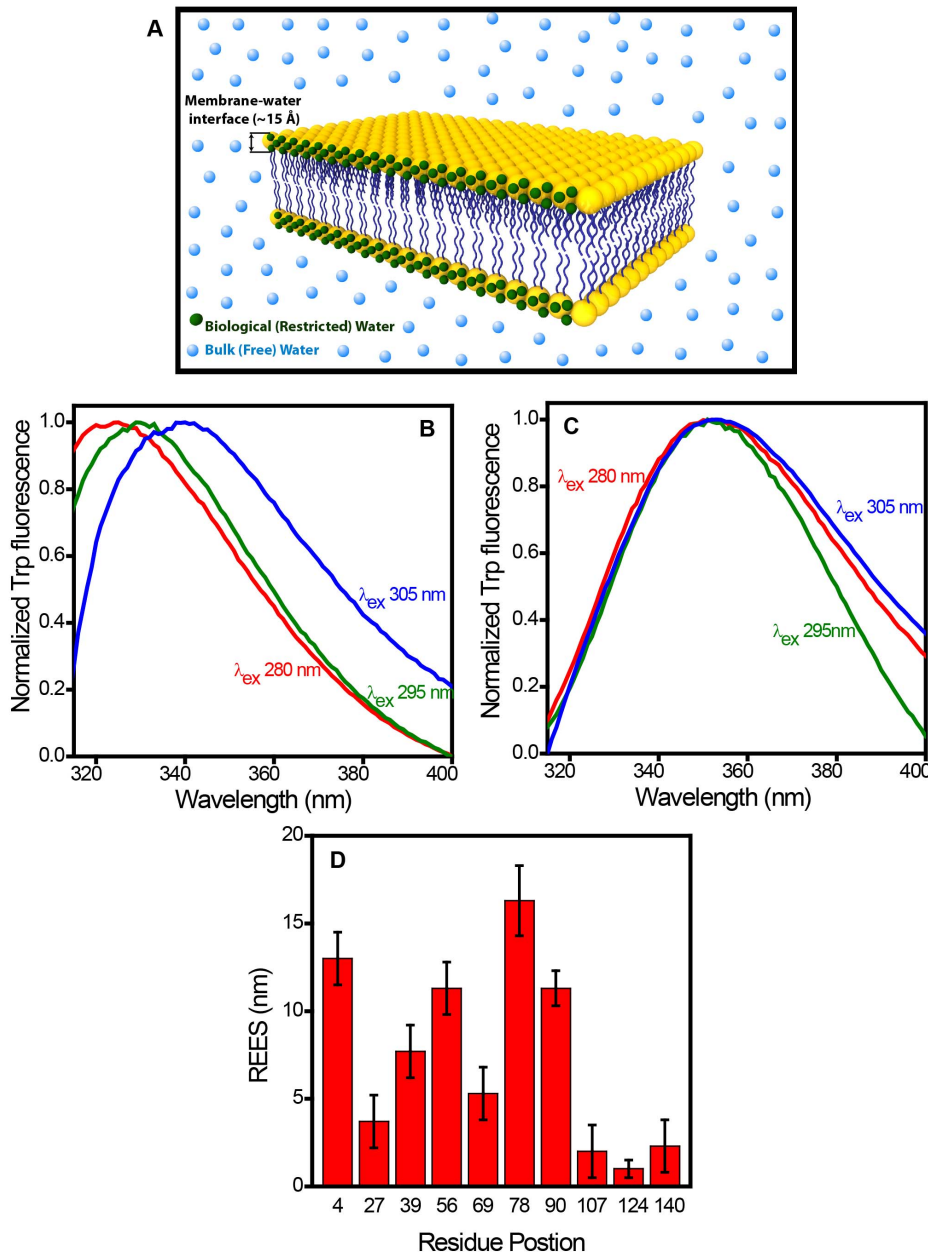 A
Membrane-water
interface (~15 Å)
Biological (Restricted) Water
Bulk (Free) Water
B
Normalized Trp fluorescence
1.0
0.8
0.6
0.4
0.2
0.0
λex 305 nm
λex 280 nm
λex 295 nm
320 340 360 380 400
Wavelength (nm)
C
Normalized Trp fluorescence
1.0
0.8
0.6
0.4
0.2
0.0
λex 280 nm
λex 305 nm
λex 295nm
320 340 360 380 400
Wavelength (nm)
D
REES (nm)
20
15
10
5
0
4 27 39 56 69 78 90 107 124 140
Residue Postion